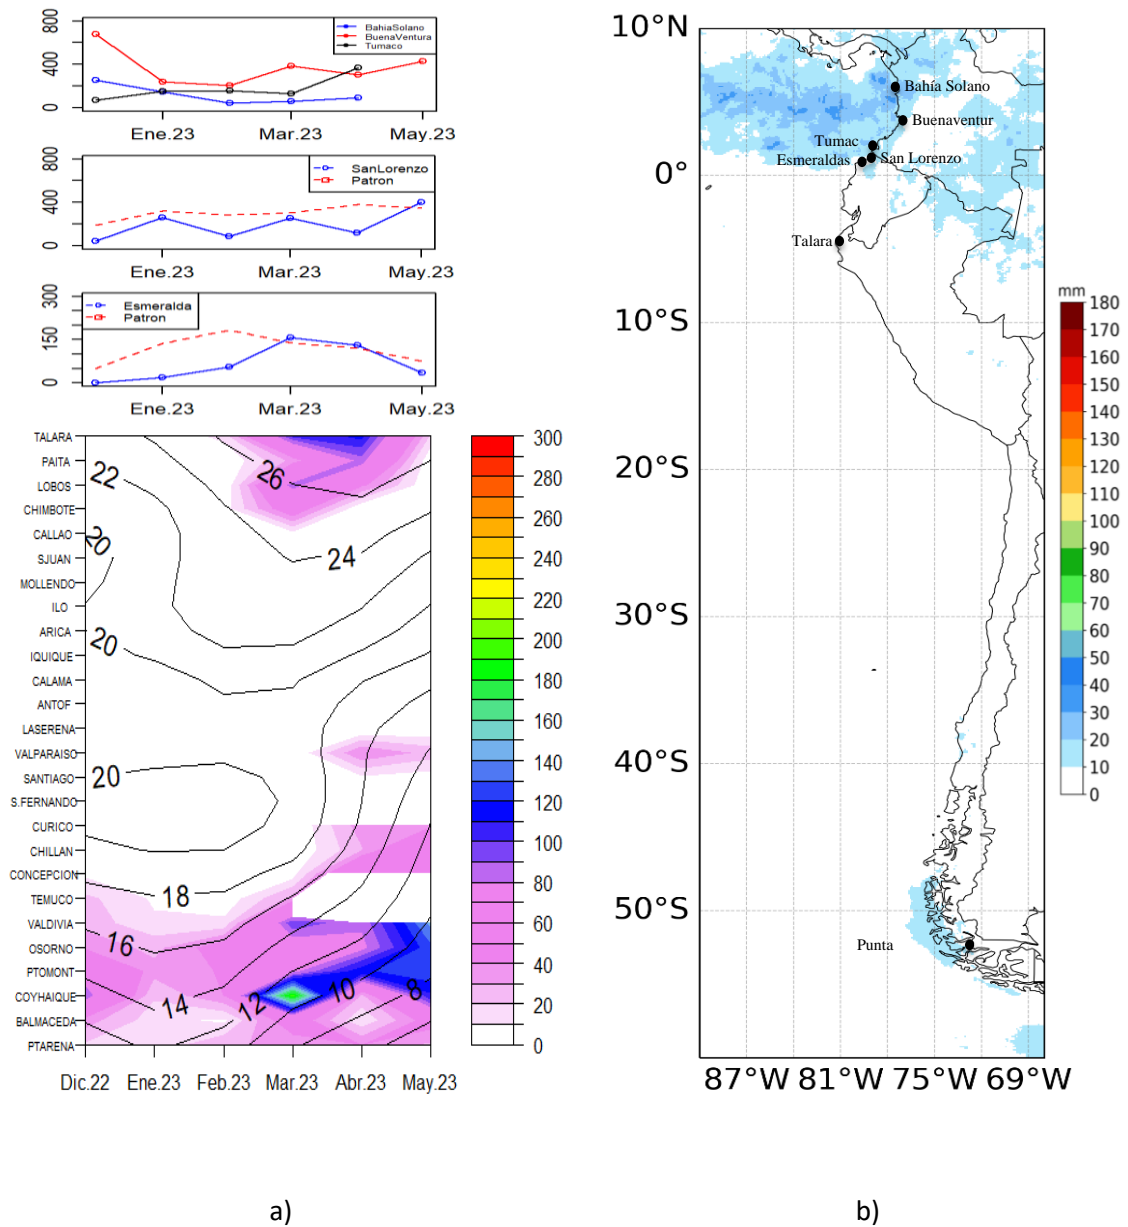 800
400
0
BahiaSolano
BuenaVentura
Tumaco
Ene.23
Mar.23
May.23
800
400
0
SanLorenzo
Patron
Ene.23
Mar.23
May.23
300
150
0
Esmeralda
Patron
Ene.23
Mar.23
May.23
TALARA
PAITA
LOBOS
CHIMBOTE
CALLAO
SJUAN
MOLLENDO
ILO
ARICA
IQUIQUE
CALAMA
ANTOF
LASERENA
VALPARAISO
SANTIAGO
S.FERNANDO
CURICO
CHILLAN
CONCEPCION
TEMUCO
VALDIVIA
OSORNO
PTOMONT
COYHAIQUE
BALMACEDA
PTARENA
22
26
20
24
20
20
18
16
14
12
10
8
Dic.22
Ene.23
Feb.23
Mar.23
Abr.23
May.23
300
280
260
240
220
200
180
160
140
120
100
80
60
40
20
0
a)
10°N
0°
10°S
20°S
30°S
40°S
50°S
Bahía Solano
Buenaventur
Tumac
Esmeraldas
San Lorenzo
Talara
Punta
87°W
81°W
75°W
69°W
mm
180
170
160
150
140
130
120
110
100
90
80
70
60
50
40
30
20
10
0
b)